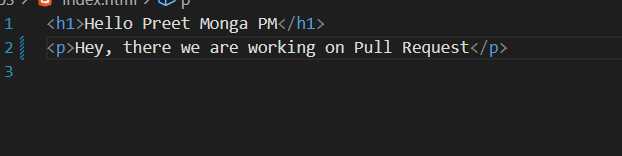 index.html p
1 <h1>Hello Preet Monga PM</h1>
2 <p>Hey, there we are working on Pull Request</p>
3